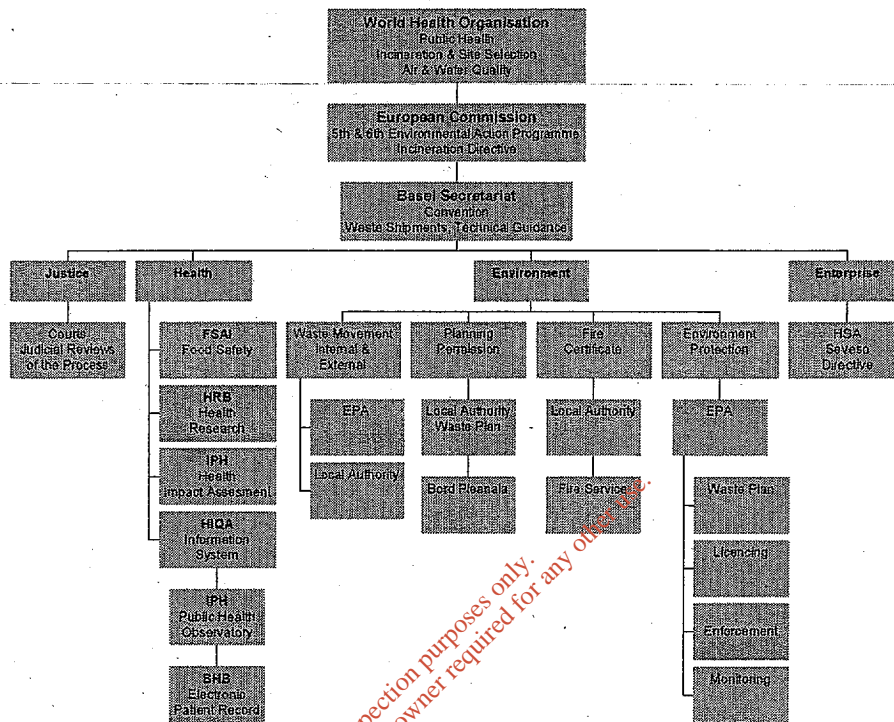 World Health Organisation
Public Health
Incineration & Site Selection
Air & Water Quality
European Commission
5th & 6th Environmental Action Programme
Incineration Directive
Basel Secretariat
Convention
Waste Shipments, Technical Guidance
Justice
Health
Environment
Enterprise
Courts
Judicial Reviews
of the Process
FSAI
Food Safety
HRB
Health
Research
IPH
Health
Impact Assesment
HIQA
Information
System
IPH
Public Health
Observatory
BHB
Electronic
Patient Record
Waste Movement
Internal &
External
EPA
Local Authority
Planning
Permission
Local Authority
Waste Plan
Bord Pleanala
Fire
Certificate
Local Authority
Fire Service
Environment
Protection
EPA
Waste Plan
Licencing
Enforcement
Monitoring
HSA
Seveso
Directive
pection purposes only.
owner required for any other use.